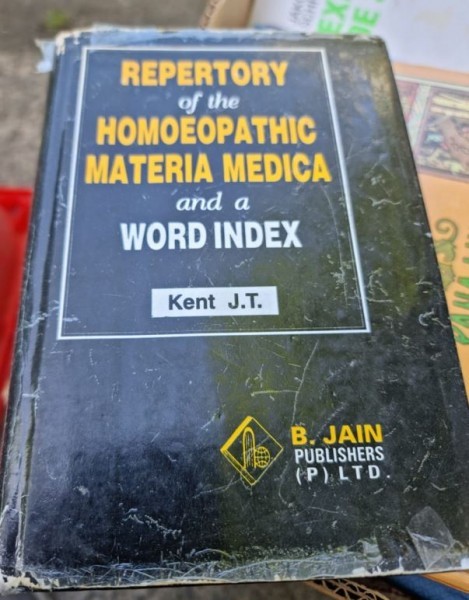 REPERTORY
of the
HOMOEOPATHIC
MATERIA MEDICA
and a
WORD INDEX
Kent J.T.
B. JAIN
PUBLISHERS
(P) LTD.